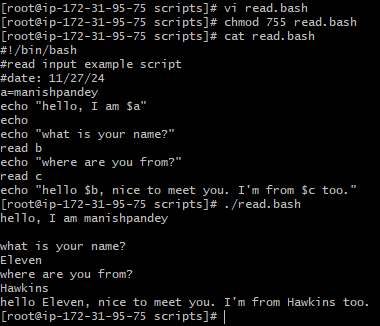 [root@ip-172-31-95-75 scripts]# vi read.bash
[root@ip-172-31-95-75 scripts]# chmod 755 read.bash
[root@ip-172-31-95-75 scripts]# cat read.bash
#!/bin/bash
#read input example script
#date: 11/27/24
a=manishpandey
echo "hello, I am $a"
echo
echo "what is your name?"
read b
echo "where are you from?"
read c
echo "hello $b, nice to meet you. I'm from $c too."
[root@ip-172-31-95-75 scripts]# ./read.bash
hello, I am manishpandey

what is your name?
Eleven
where are you from?
Hawkins
hello Eleven, nice to meet you. I'm from Hawkins too.
[root@ip-172-31-95-75 scripts]#